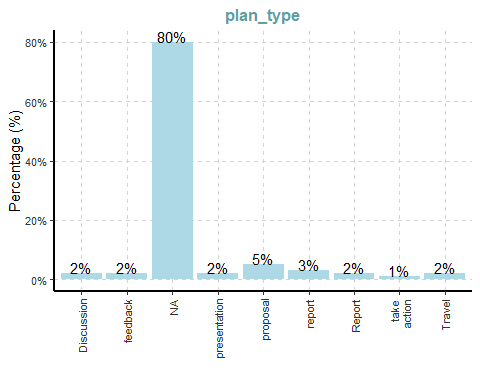 plan_type
Percentage (%)
80%
60%
40%
20%
0%
2%
2%
80%
2%
5%
3%
2%
1%
2%
Discussion
feedback
NA
presentation
proposal
report
Report
take
action
Travel